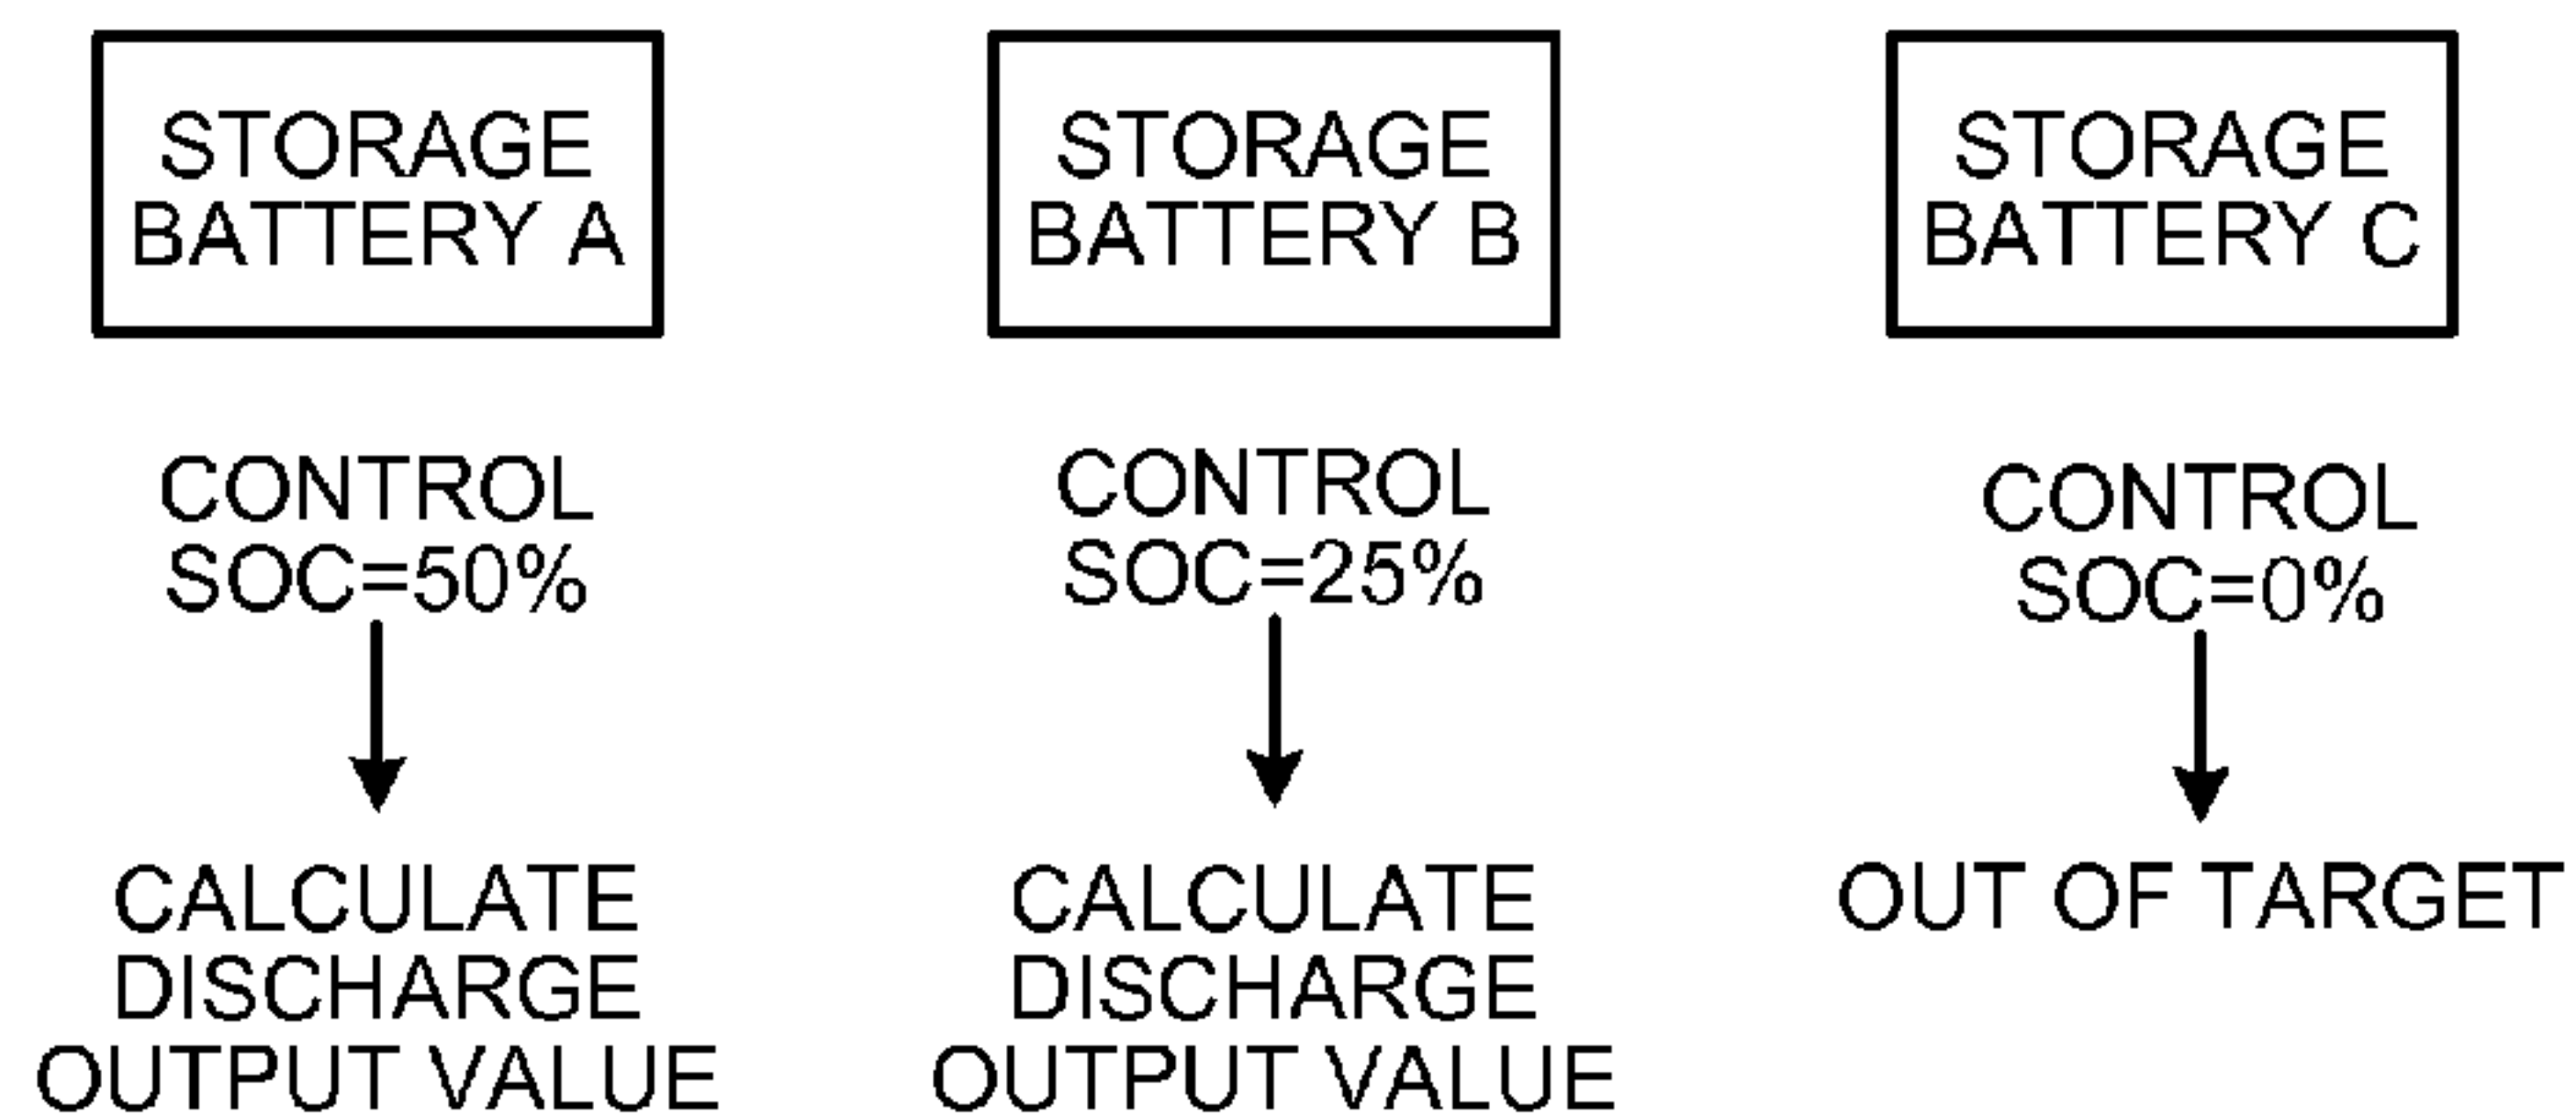 STORAGE
BATTERY A
CONTROL
SOC=50%
CALCULATE
DISCHARGE
OUTPUT VALUE
STORAGE
BATTERY B
CONTROL
SOC=25%
CALCULATE
DISCHARGE
OUTPUT VALUE
STORAGE
BATTERY C
CONTROL
SOC=0%
OUT OF TARGET